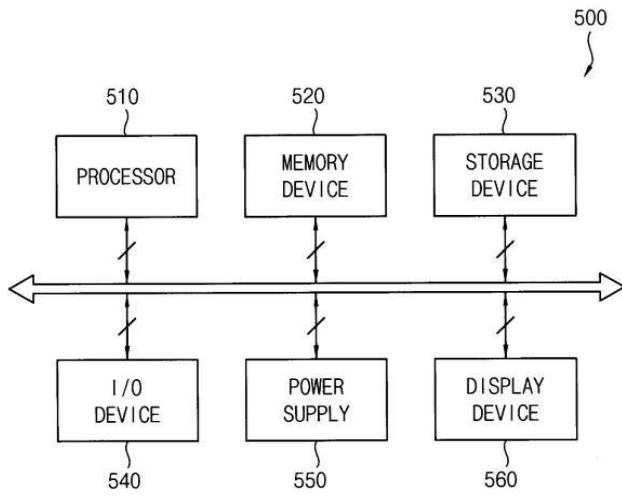 500
510
520
530
PROCESSOR
MEMORY
DEVICE
STORAGE
DEVICE
I/O
DEVICE
POWER
SUPPLY
DISPLAY
DEVICE
540
550
560